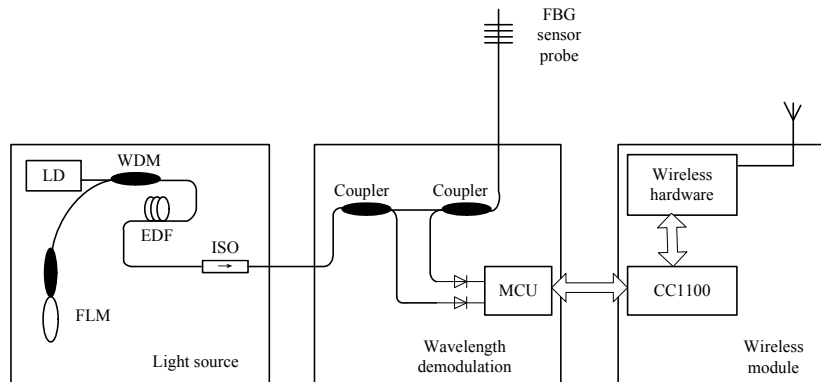 FBG
sensor
probe
LD
WDM
EDF
ISO
FLM
Light source
Coupler
Coupler
MCU
Wavelength
demodulation
Wireless
hardware
CC1100
Wireless
module